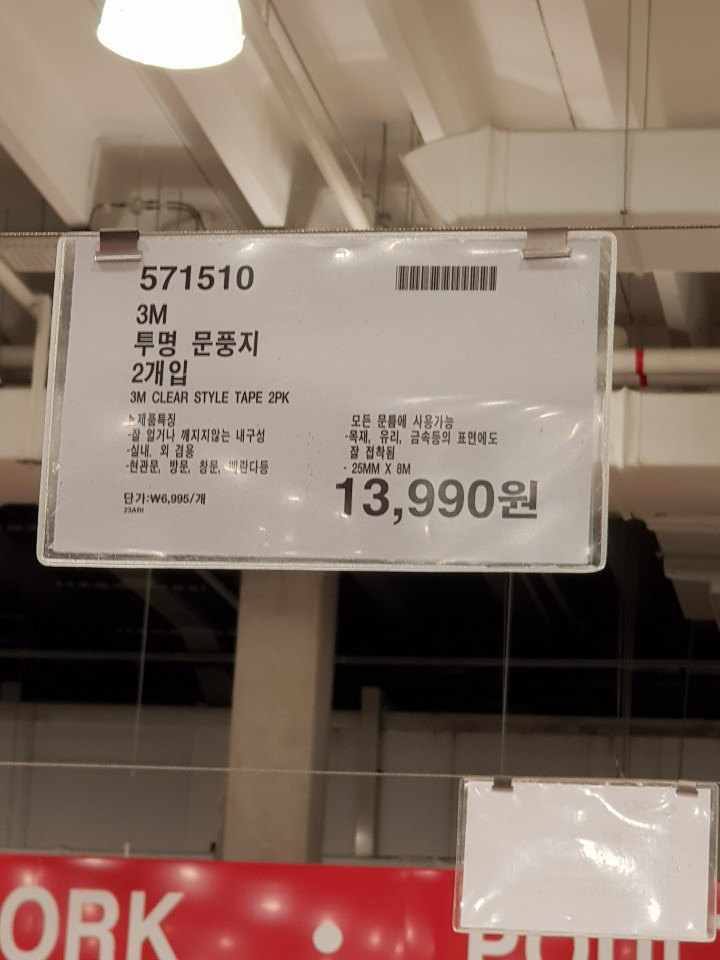 571510
3M
투명 문풍지
2개입
3M CLEAR STYLE TAPE 2PK
제품특징
-잘 얼거나 깨지지않는 내구성
-실내, 외 겸용
-현관문, 방문, 창문, 베란다등
모든 문틀에 사용가능
-목재, 유리, 금속등의 표면에도
잘 접착됨
- 25MM X 8M
단가:₩6,995/개
13,990원
ORK •